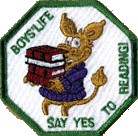 BOYS' LIFE
SAY YES TO READING!